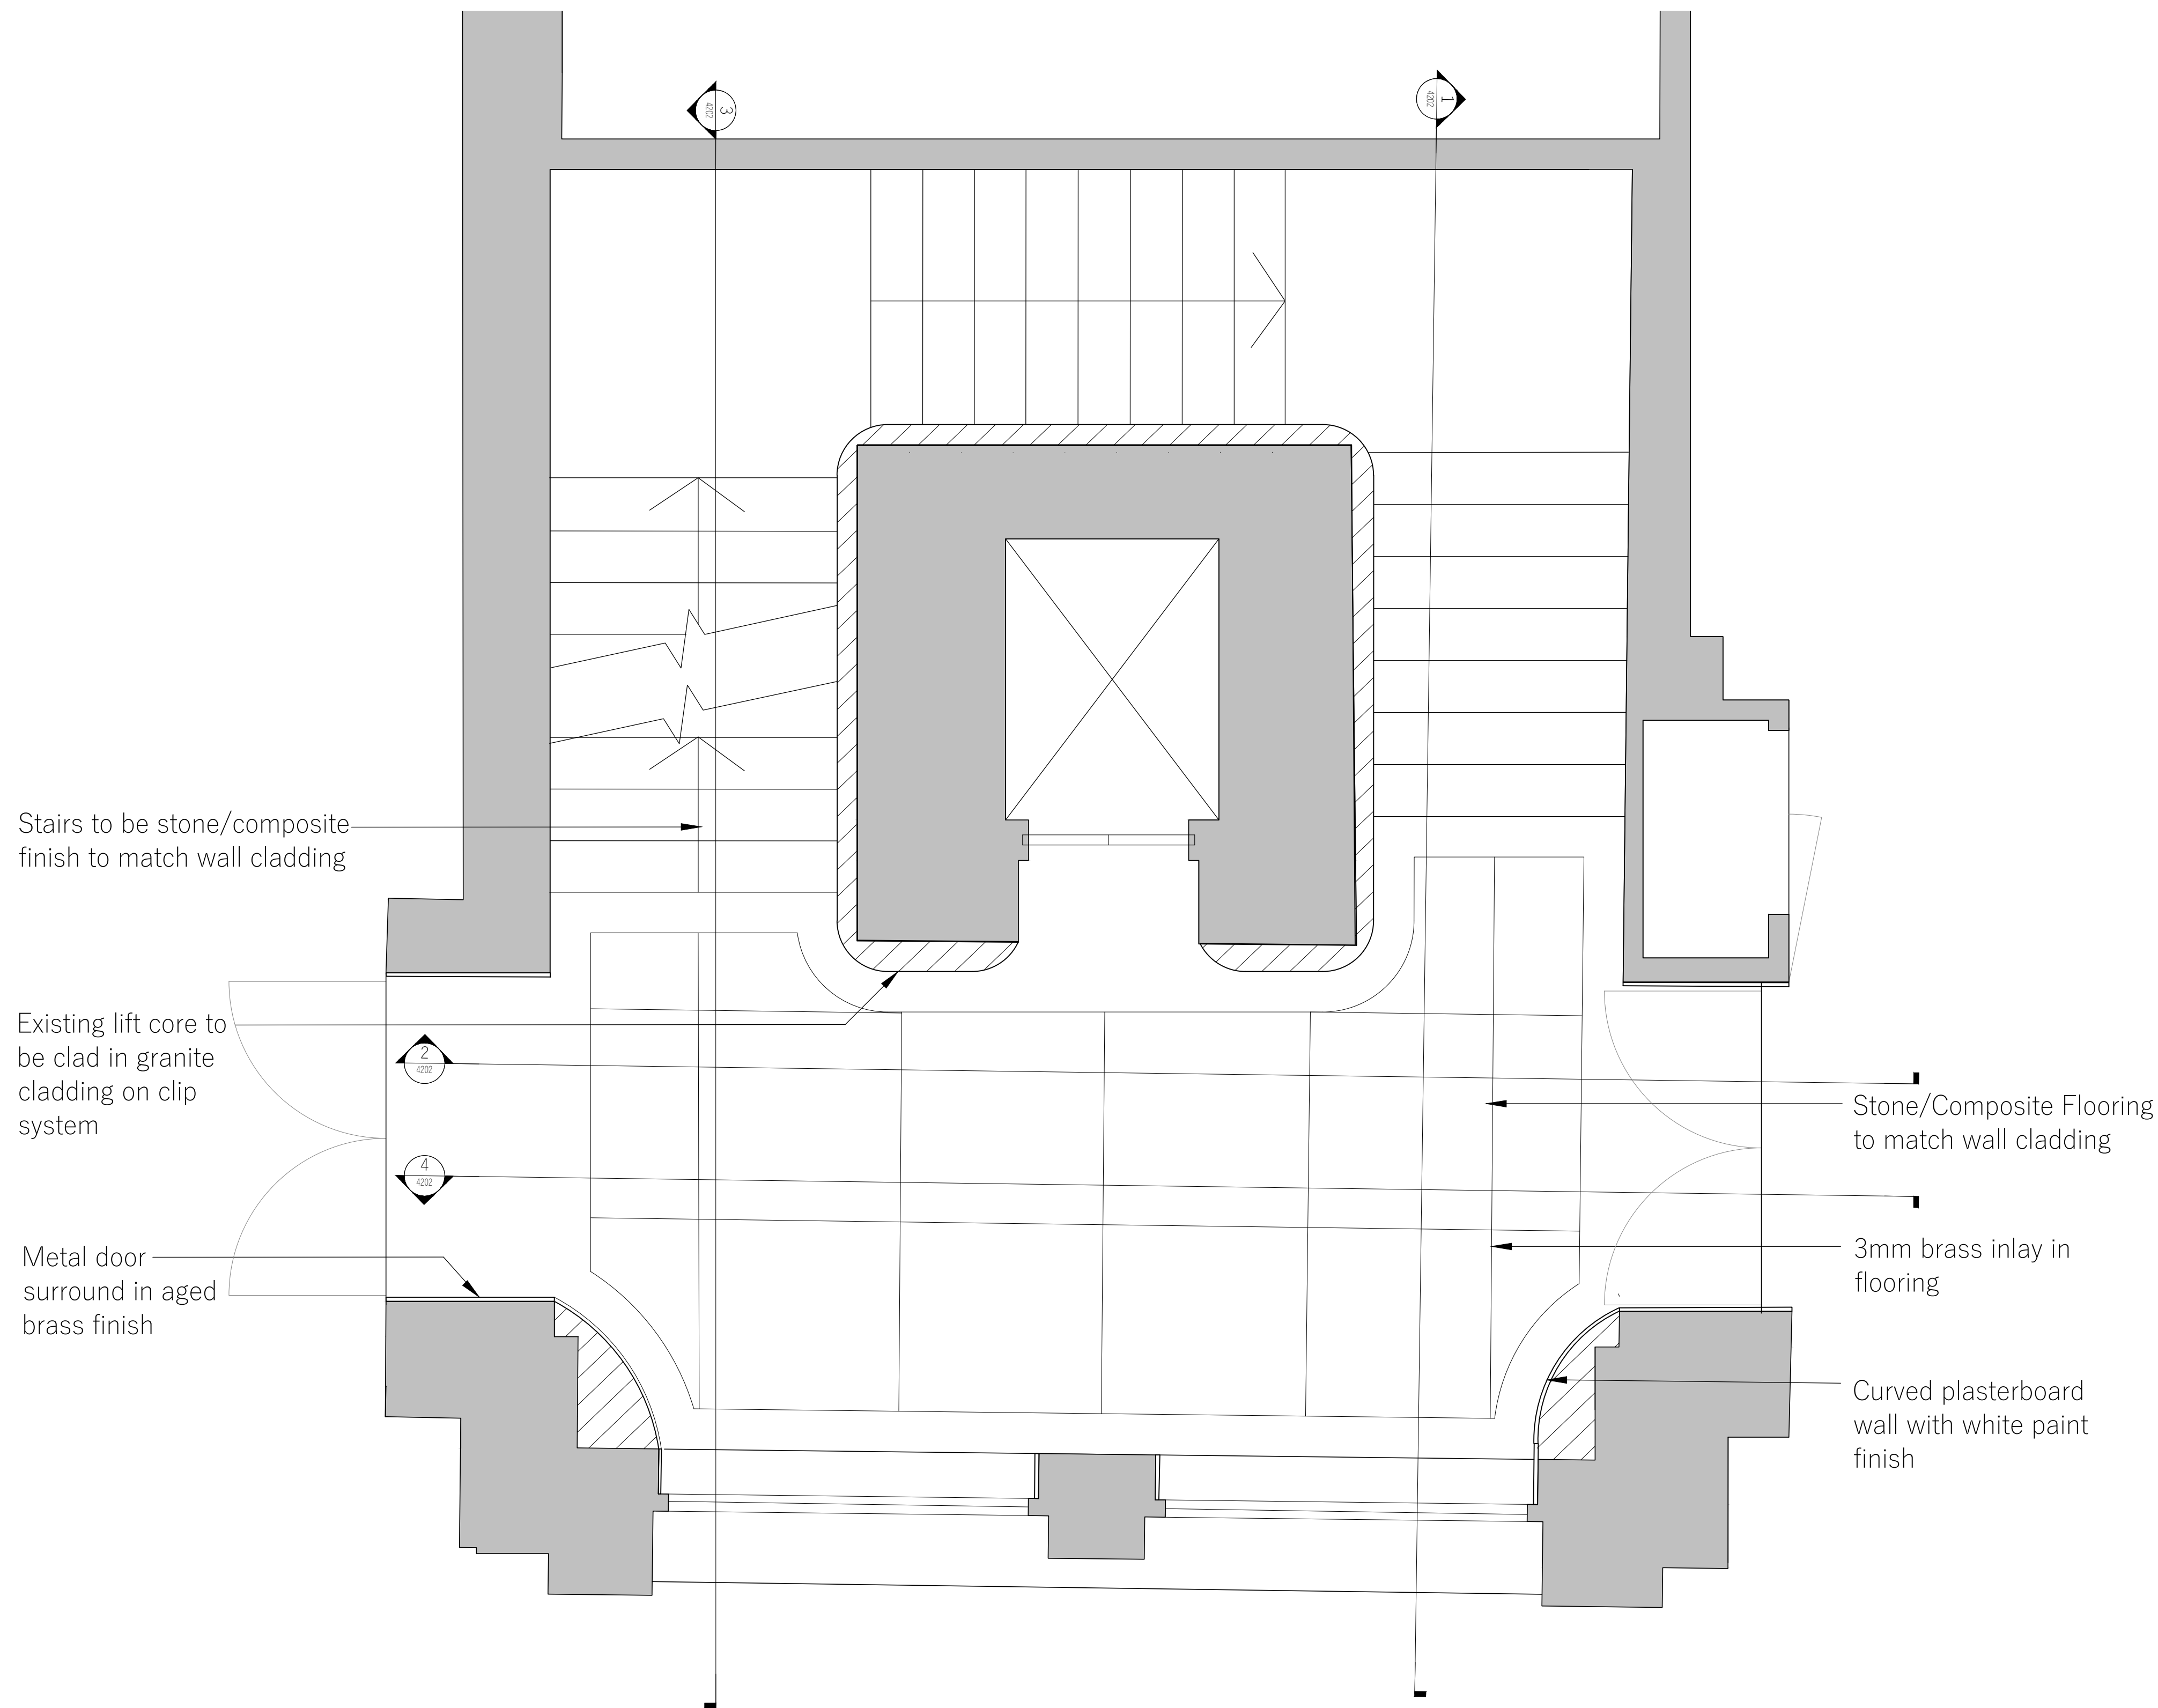 3
4202
1
4202
Stairs to be stone/composite
finish to match wall cladding
Existing lift core to
be clad in granite
cladding on clip
system
2
4202
4
4202
Metal door
surround in aged
brass finish
Stone/Composite Flooring
to match wall cladding
3mm brass inlay in
flooring
Curved plasterboard
wall with white paint
finish